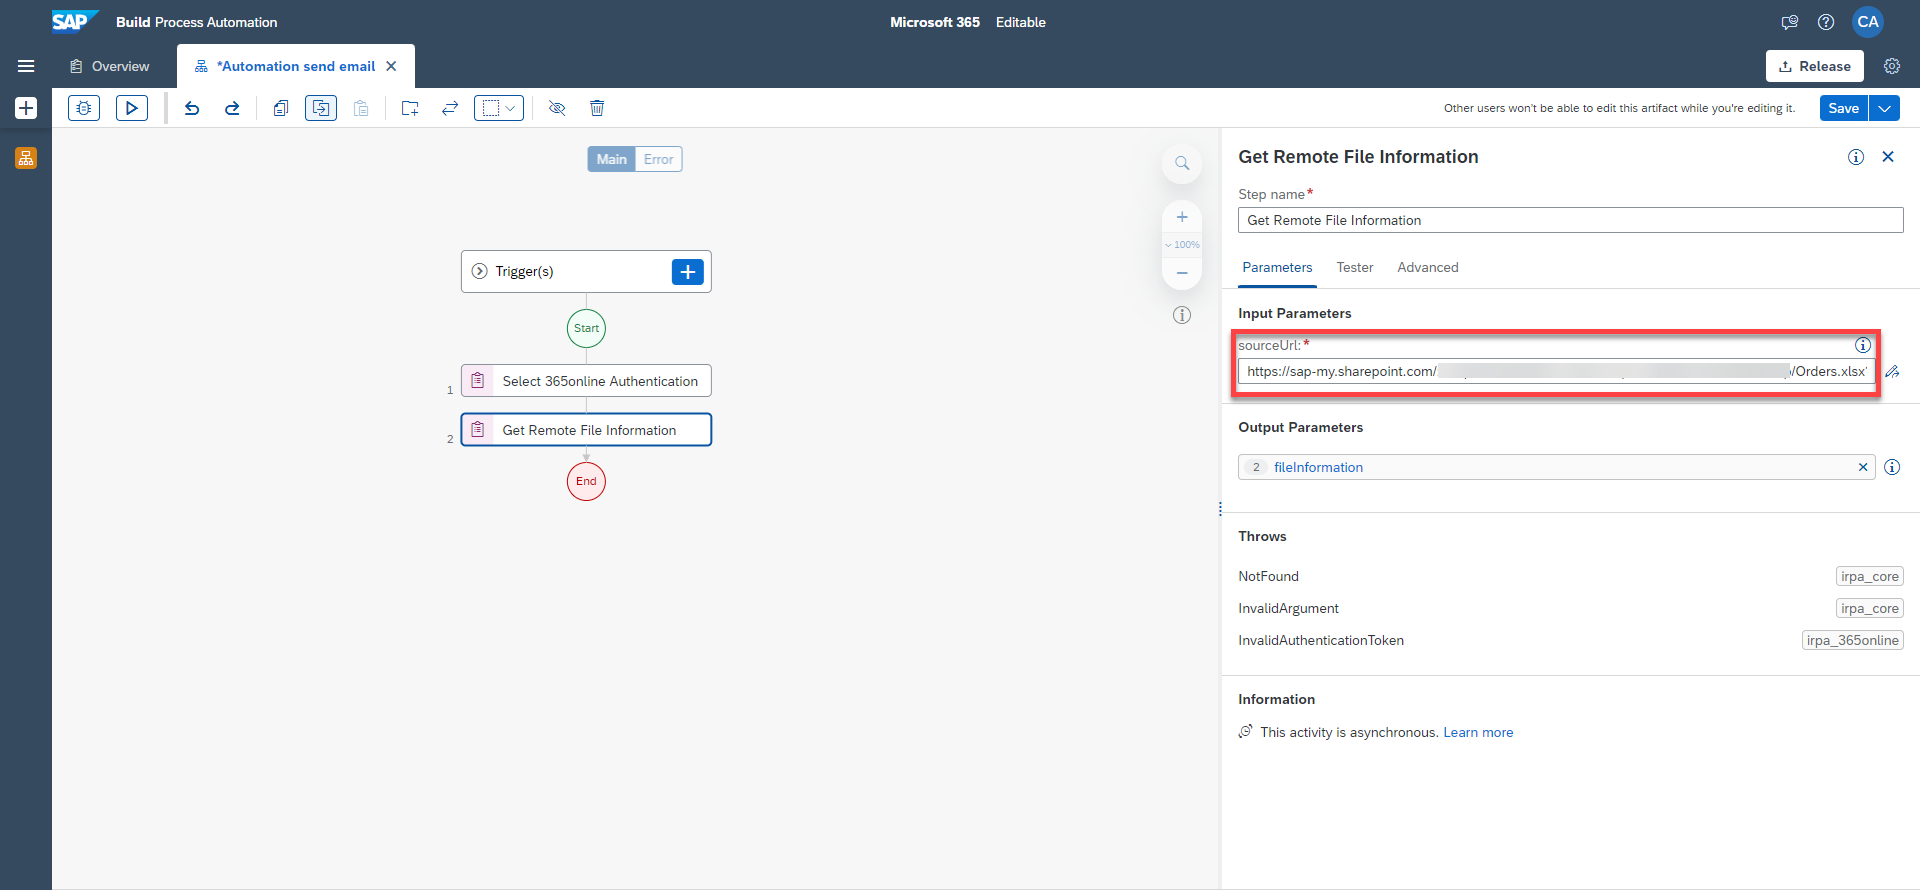 SAP Build Process Automation
Microsoft 365 Editable
CA
Overview
*Automation send email
Release
Other users won't be able to edit this artifact while you're editing it.
Save
Main
Error
100%
Trigger(s)
Start
1
Select 365online Authentication
2
Get Remote File Information
End
Get Remote File Information
Step name*
Get Remote File Information
Parameters
Tester
Advanced
Input Parameters
sourceUrl:*
https://sap-my.sharepoint.com/ /Orders.xlsx'
Output Parameters
2 fileInformation
Throws
NotFound
irpa_core
InvalidArgument
irpa_core
InvalidAuthenticationToken
irpa_365online
Information
This activity is asynchronous. Learn more